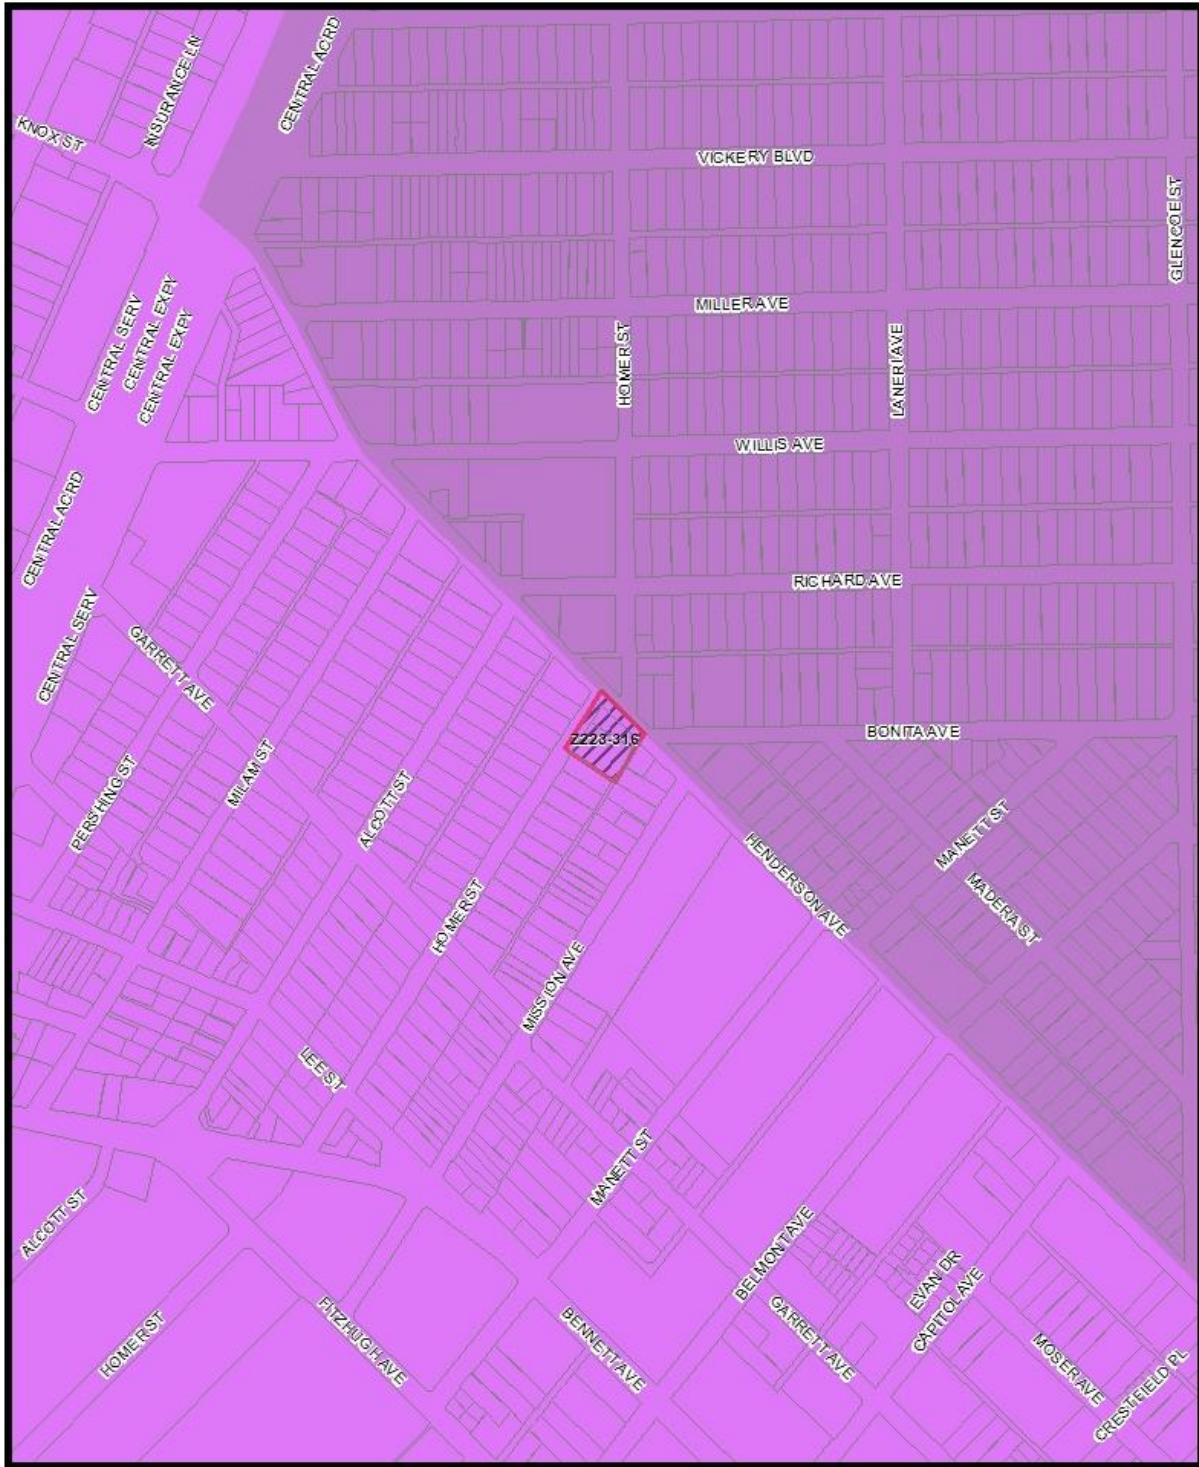 INSURANCE LN
CENTRAL ACRD
KNOX ST
VICKERY BLVD
GLENCOE ST
CENTRAL SERV
CENTRAL EXPY
CENTRAL EXPY
MILLER AVE
HOMER ST
LANERI AVE
WILLIS AVE
CENTRAL ACRD
RICHARD AVE
CENTRAL SERV
GARRETT AVE
Z223-316
BONITA AVE
PERSHING ST
MILAM ST
ALCOTT ST
MANETT ST
HENDERSON AVE
MADERA ST
HOMER ST
MISSION AVE
LEE ST
MANETT ST
ALCOTT ST
BELMONT AVE
EVAN DR
CAPITOL AVE
HOMER ST
FITZHUGH AVE
BENNETT AVE
GARRETT AVE
MOSER AVE
CRESTFIELD PL